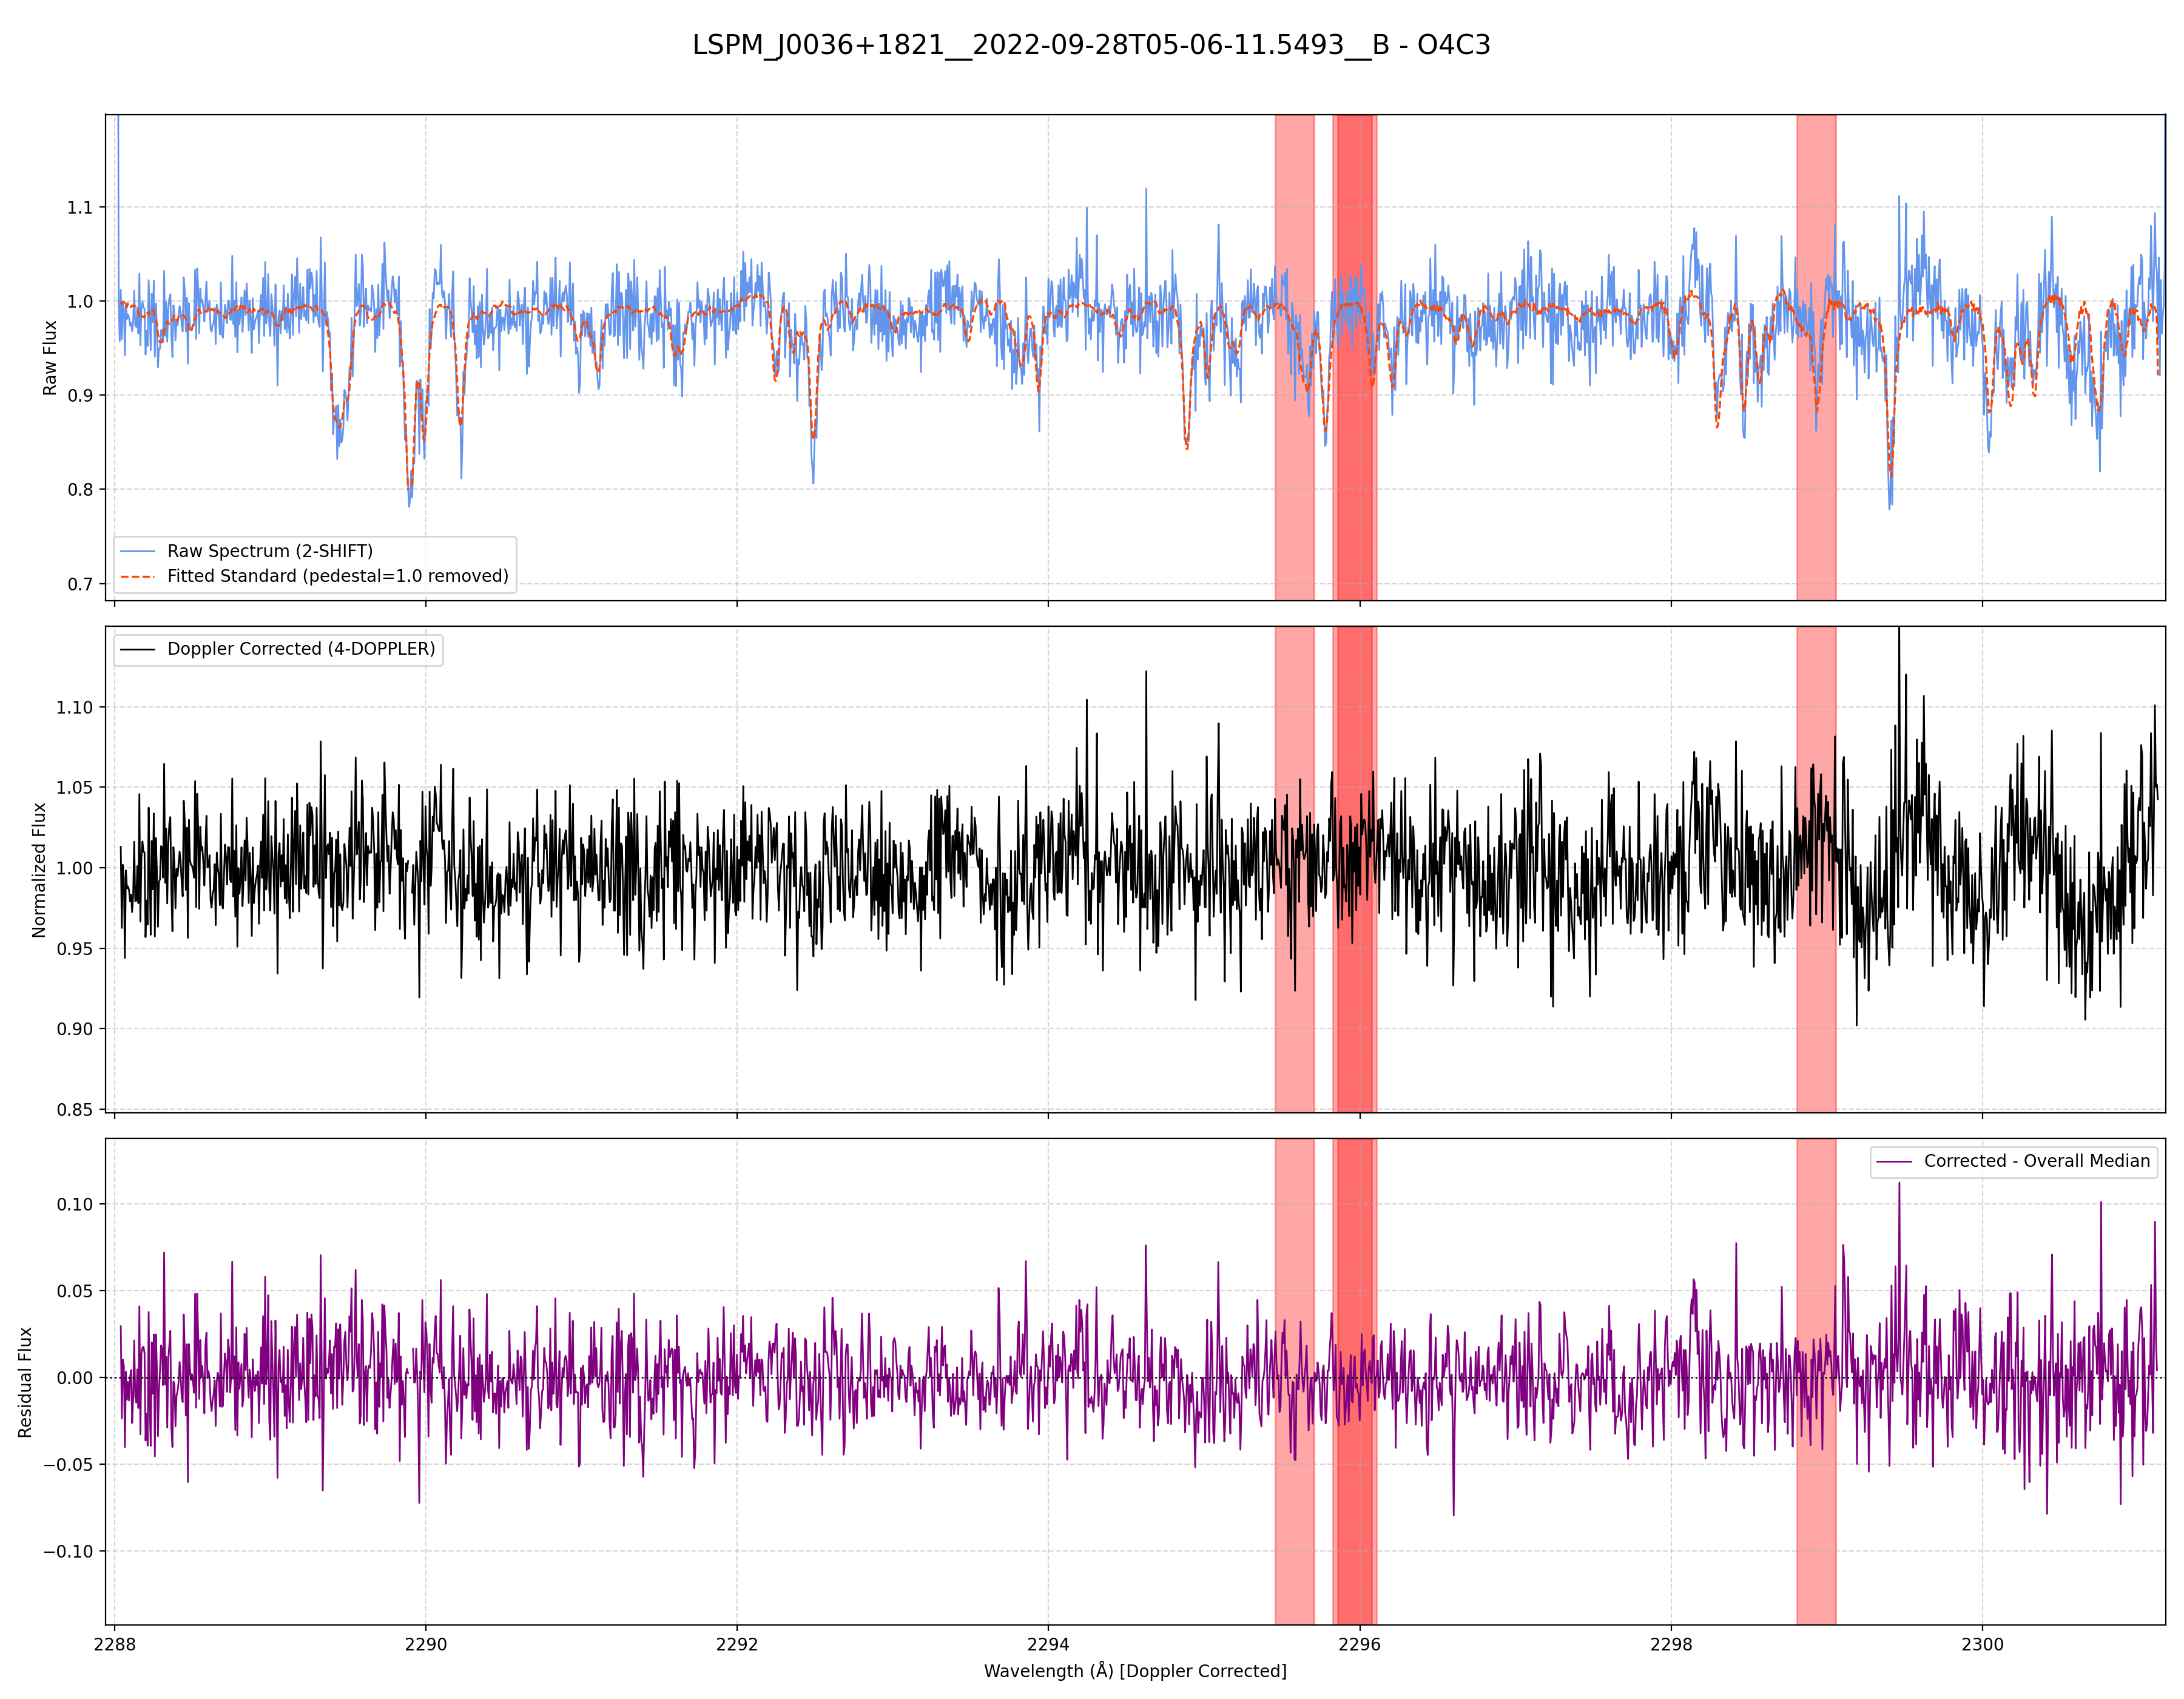 LSPM_J0036+1821__2022-09-28T05-06-11.5493__B - O4C3
Raw Flux
1.1
1.0
0.9
0.8
0.7
Raw Spectrum (2-SHIFT)
Fitted Standard (pedestal=1.0 removed)
Normalized Flux
Doppler Corrected (4-DOPPLER)
1.10
1.05
1.00
0.95
0.90
0.85
Residual Flux
Corrected - Overall Median
0.10
0.05
0.00
−0.05
−0.10
2288 2290 2292 2294 2296 2298 2300
Wavelength (Å) [Doppler Corrected]